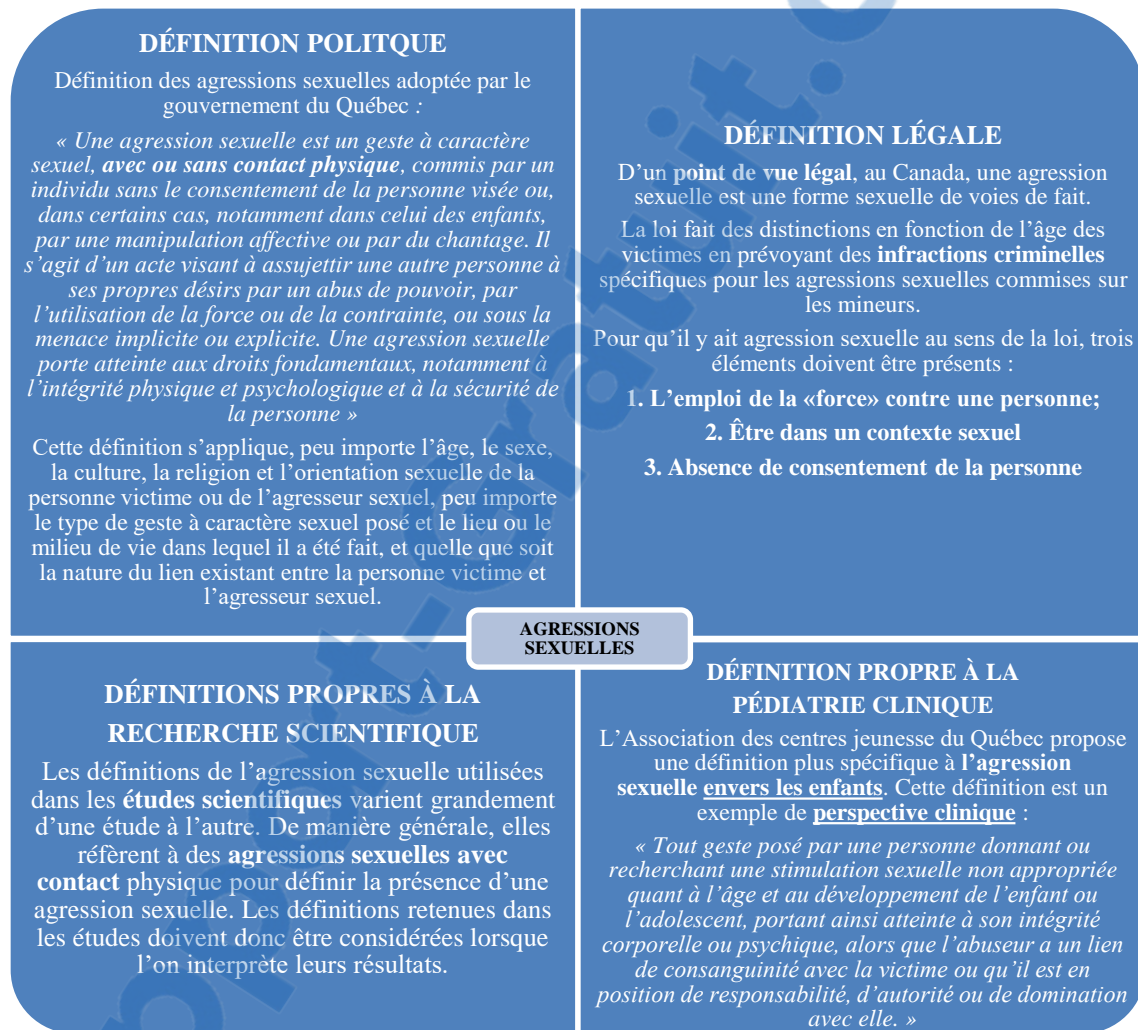 DÉFINITION POLITQUE
Définition des agressions sexuelles adoptée par le
gouvernement du Québec :
« Une agression sexuelle est un geste à caractère
sexuel, avec ou sans contact physique, commis par un
individu sans le consentement de la personne visée ou,
dans certains cas, notamment dans celui des enfants,
par une manipulation affective ou par du chantage. Il
s’agit d’un acte visant à assujettir une autre personne à
ses propres désirs par un abus de pouvoir, par
l’utilisation de la force ou de la contrainte, ou sous la
menace implicite ou explicite. Une agression sexuelle
porte atteinte aux droits fondamentaux, notamment à
l’intégrité physique et psychologique et à la sécurité de
la personne »
Cette définition s’applique, peu importe l’âge, le sexe,
la culture, la religion et l’orientation sexuelle de la
personne victime ou de l’agresseur sexuel, peu importe
le type de geste à caractère sexuel posé et le lieu ou le
milieu de vie dans lequel il a été fait, et quelle que soit
la nature du lien existant entre la personne victime et
l’agresseur sexuel.
DÉFINITION LÉGALE
D’un point de vue légal, au Canada, une agression
sexuelle est une forme sexuelle de voies de fait.
La loi fait des distinctions en fonction de l’âge des
victimes en prévoyant des infractions criminelles
spécifiques pour les agressions sexuelles commises sur
les mineurs.
Pour qu’il y ait agression sexuelle au sens de la loi, trois
éléments doivent être présents :
1. L’emploi de la «force» contre une personne;
2. Être dans un contexte sexuel
3. Absence de consentement de la personne
AGRESSIONS
SEXUELLES
DÉFINITIONS PROPRES À LA
RECHERCHE SCIENTIFIQUE
Les définitions de l’agression sexuelle utilisées
dans les études scientifiques varient grandement
d’une étude à l’autre. De manière générale, elles
réfèrent à des agressions sexuelles avec
contact physique pour définir la présence d’une
agression sexuelle. Les définitions retenues dans
les études doivent donc être considérées lorsque
l’on interprète leurs résultats.
DÉFINITION PROPRE À LA
PÉDIATRIE CLINIQUE
L’Association des centres jeunesse du Québec propose
une définition plus spécifique à l’agression
sexuelle envers les enfants. Cette définition est un
exemple de perspective clinique :
« Tout geste posé par une personne donnant ou
recherchant une stimulation sexuelle non appropriée
quant à l’âge et au développement de l’enfant ou
l’adolescent, portant ainsi atteinte à son intégrité
corporelle ou psychique, alors que l’abuseur a un lien
de consanguinité avec la victime ou qu’il est en
position de responsabilité, d’autorité ou de domination
avec elle. »